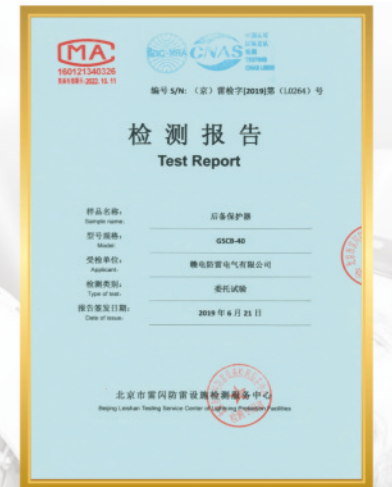 MA
160121340326
2022.10.11
ilac-MRA
CNAS
TESTING
编号 S/N: (京)雷检字[2019]第(L0264)号
检测报告
Test Report
样品名称:
后备保护器
Sample name.
型号规格:
GSCB-40
Model
受检单位:
赣电防雷电气有限公司
Applicant.
检测类别:
委托试验
Type of test.
报告签发日期:
2019 年 6 月 21 日
Date of issue.
北京市雷闪防雷设施检测服务中心
Beijing Leishan Testing Service Center of Lightning Protection Facilities